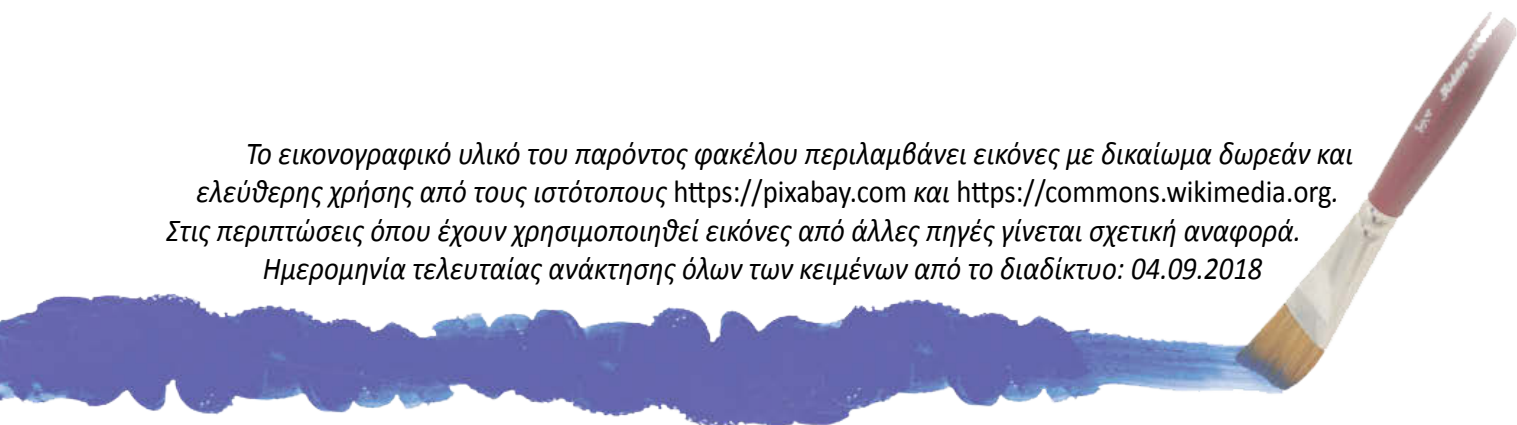 Το εικονογραφικό υλικό του παρόντος φακέλου περιλαμβάνει εικόνες με δικαίωμα δωρεάν και
ελεύθερης χρήσης από τους ιστότοπους https://pixabay.com και https://commons.wikimedia.org.
Στις περιπτώσεις όπου έχουν χρησιμοποιηθεί εικόνες από άλλες πηγές γίνεται σχετική αναφορά.
Ημερομηνία τελευταίας ανάκτησης όλων των κειμένων από το διαδίκτυο: 04.09.2018